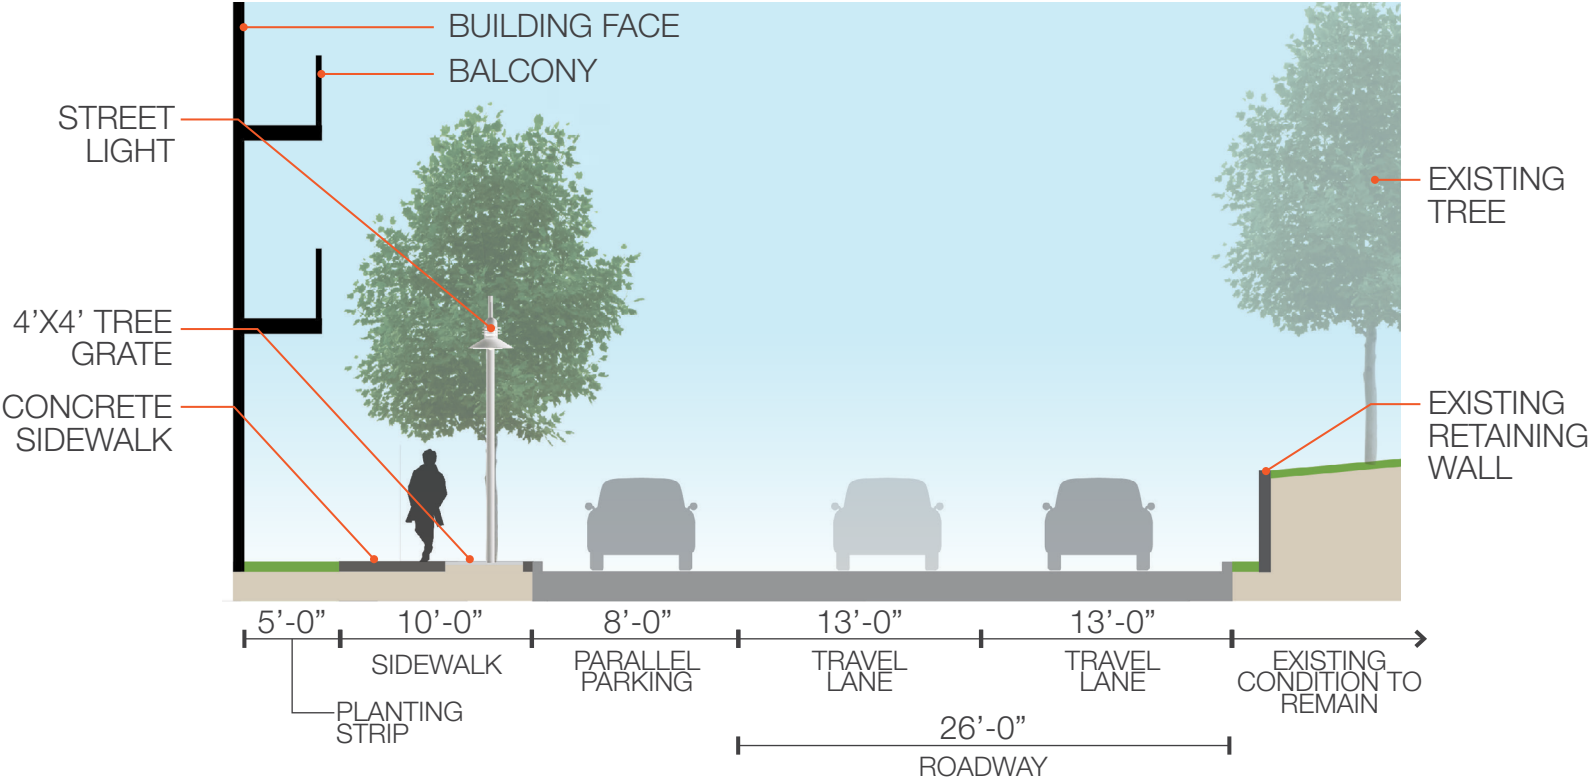 BUILDING FACE
BALCONY
STREET
LIGHT
EXISTING
TREE
4’X4’ TREE
GRATE
CONCRETE
SIDEWALK
EXISTING
RETAINING
WALL
5’-0” 10’-0” 8’-0” 13’-0” 13’-0”
SIDEWALK
PARALLEL
PARKING
TRAVEL
LANE
TRAVEL
LANE
EXISTING
CONDITION TO
REMAIN
PLANTING
STRIP
26’-0”
ROADWAY